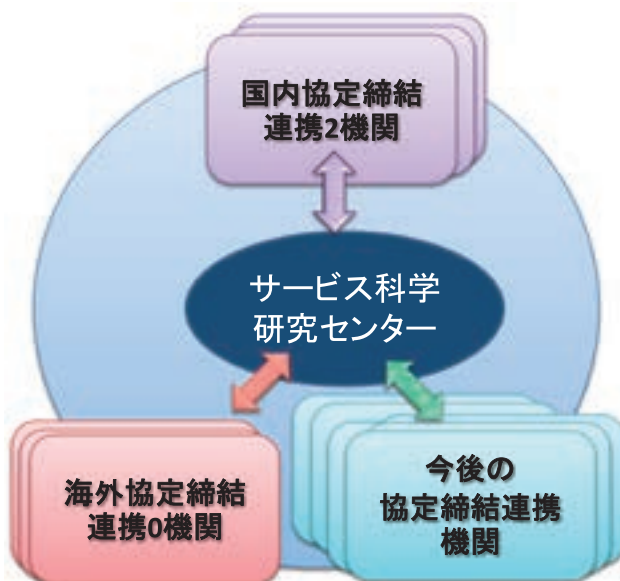 国内協定締結
連携2機関
サービス科学
研究センター
海外協定締結
連携0機関
今後の
協定締結連携
機関